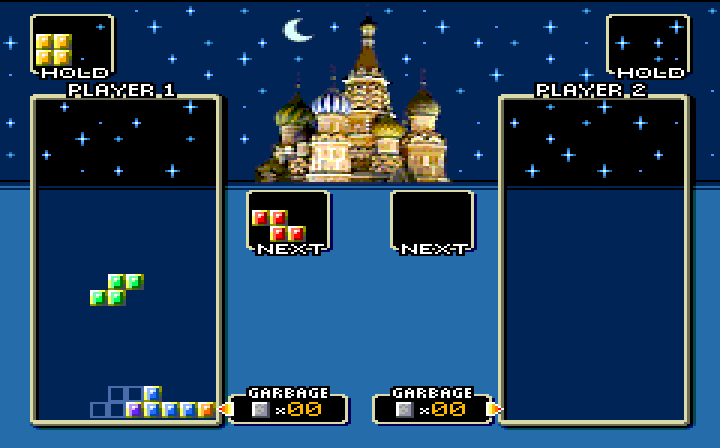 HOLD
HOLD
PLAYER 1
PLAYER 2
NEXT
NEXT
GARBAGE
×00
GARBAGE
×00